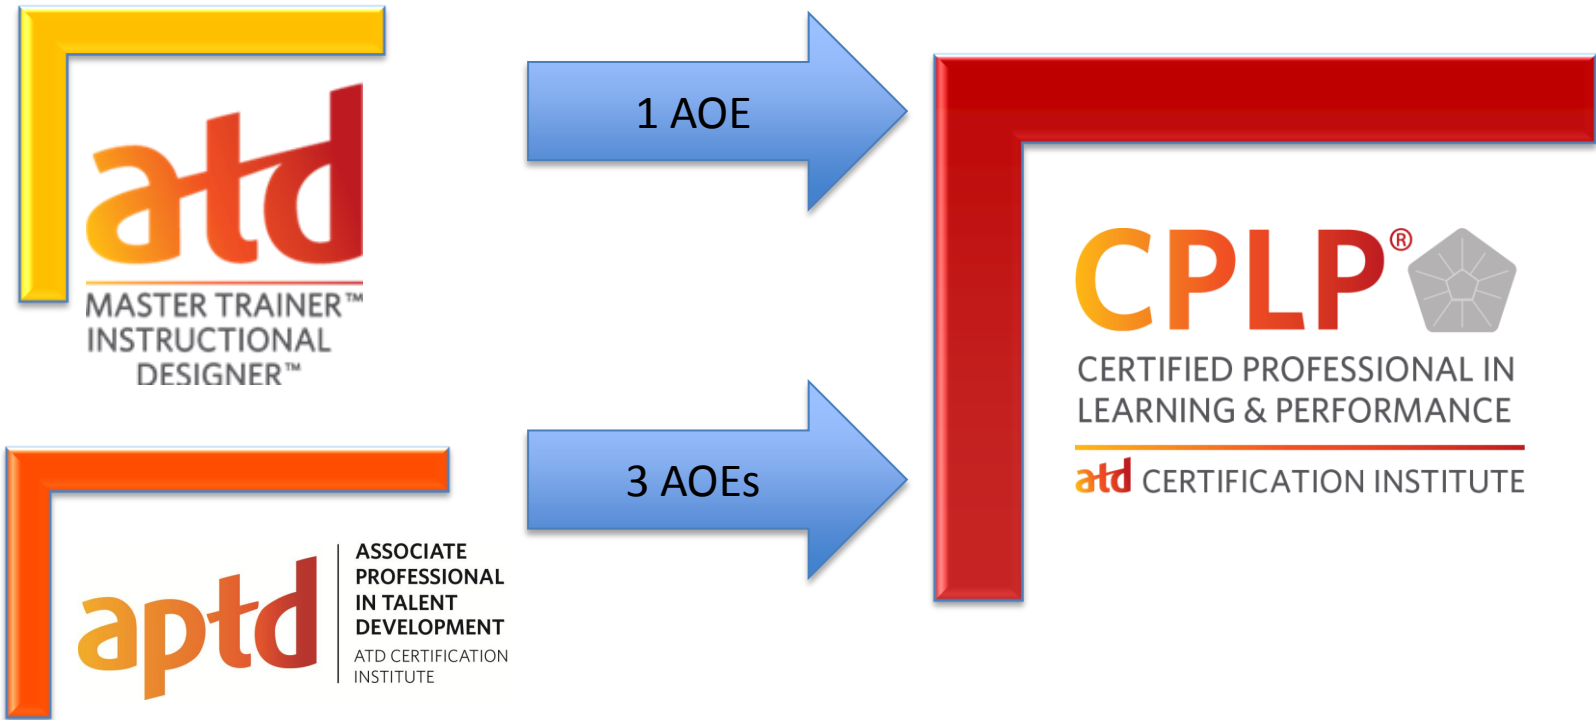 atd
MASTER TRAINER™
INSTRUCTIONAL
DESIGNER™
1 AOE
aptd
ASSOCIATE
PROFESSIONAL
IN TALENT
DEVELOPMENT
ATD CERTIFICATION
INSTITUTE
3 AOEs
CPLP®
CERTIFIED PROFESSIONAL IN
LEARNING & PERFORMANCE
atd CERTIFICATION INSTITUTE